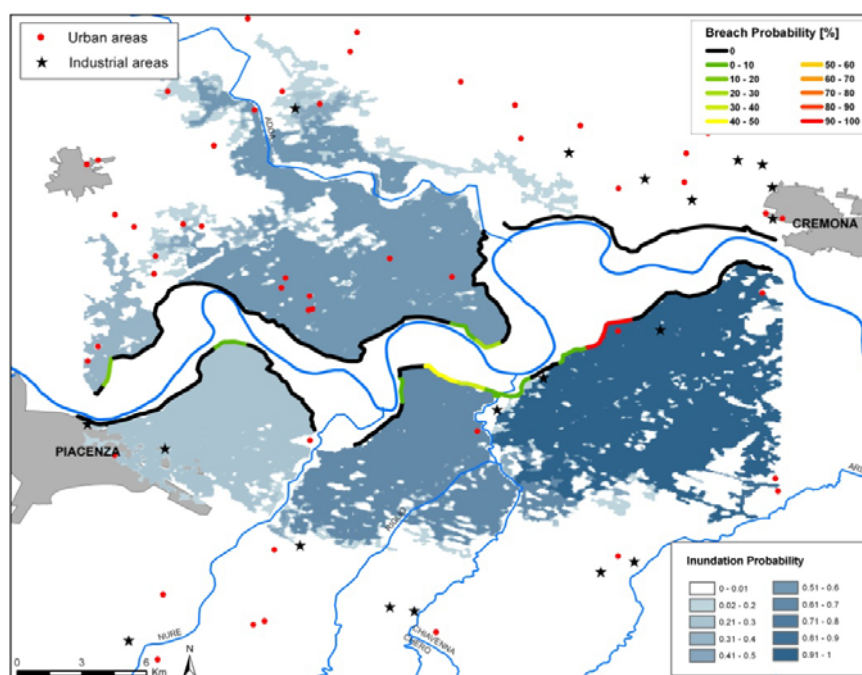 Urban areas
Industrial areas
Breach Probability [%]
0
0 - 10
10 - 20
20 - 30
30 - 40
40 - 50
50 - 60
60 - 70
70 - 80
80 - 90
90 - 100
ADDA
CREMONA
PIACENZA
NURE
CHIAVENNA
Inundation Probability
0 - 0.01
0.02 - 0.2
0.21 - 0.3
0.31 - 0.4
0.41 - 0.5
0.51 - 0.6
0.61 - 0.7
0.71 - 0.8
0.81 - 0.9
0.91 - 1
0 3 6
Km
N